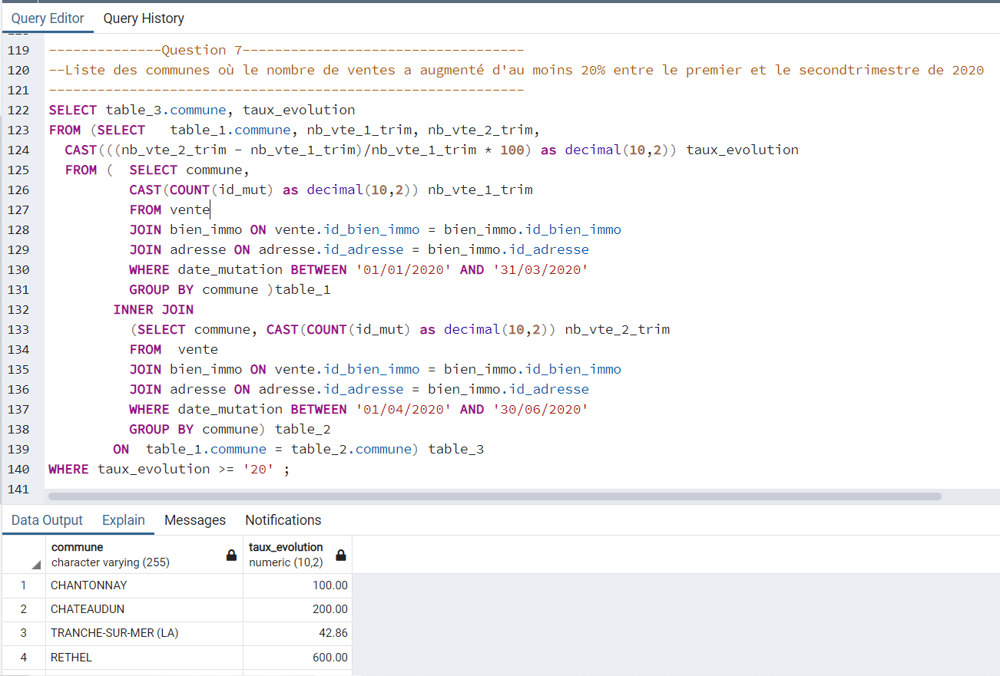 Query Editor Query History
119 --------------Question 7-----------------------------------
120 --Liste des communes où le nombre de ventes a augmenté d'au moins 20% entre le premier et le secondtrimestre de 2020
121 -----------------------------------------------------------
122 SELECT table_3.commune, taux_evolution
123 FROM (SELECT   table_1.commune, nb_vte_1_trim, nb_vte_2_trim,
124   CAST(((nb_vte_2_trim - nb_vte_1_trim)/nb_vte_1_trim * 100) as decimal(10,2)) taux_evolution
125   FROM (  SELECT commune,
126           CAST(COUNT(id_mut) as decimal(10,2)) nb_vte_1_trim
127           FROM vente
128           JOIN bien_immo ON vente.id_bien_immo = bien_immo.id_bien_immo
129           JOIN adresse ON adresse.id_adresse = bien_immo.id_adresse
130           WHERE date_mutation BETWEEN '01/01/2020' AND '31/03/2020'
131           GROUP BY commune )table_1
132         INNER JOIN
133           (SELECT commune, CAST(COUNT(id_mut) as decimal(10,2)) nb_vte_2_trim
134           FROM  vente
135           JOIN bien_immo ON vente.id_bien_immo = bien_immo.id_bien_immo
136           JOIN adresse ON adresse.id_adresse = bien_immo.id_adresse
137           WHERE date_mutation BETWEEN '01/04/2020' AND '30/06/2020'
138           GROUP BY commune) table_2
139         ON  table_1.commune = table_2.commune) table_3
140 WHERE taux_evolution >= '20' ;
141
Data Output Explain Messages Notifications
commune taux_evolution
character varying (255) numeric (10,2)
1 CHANTONNAY 100.00
2 CHATEAUDUN 200.00
3 TRANCHE-SUR-MER (LA) 42.86
4 RETHEL 600.00